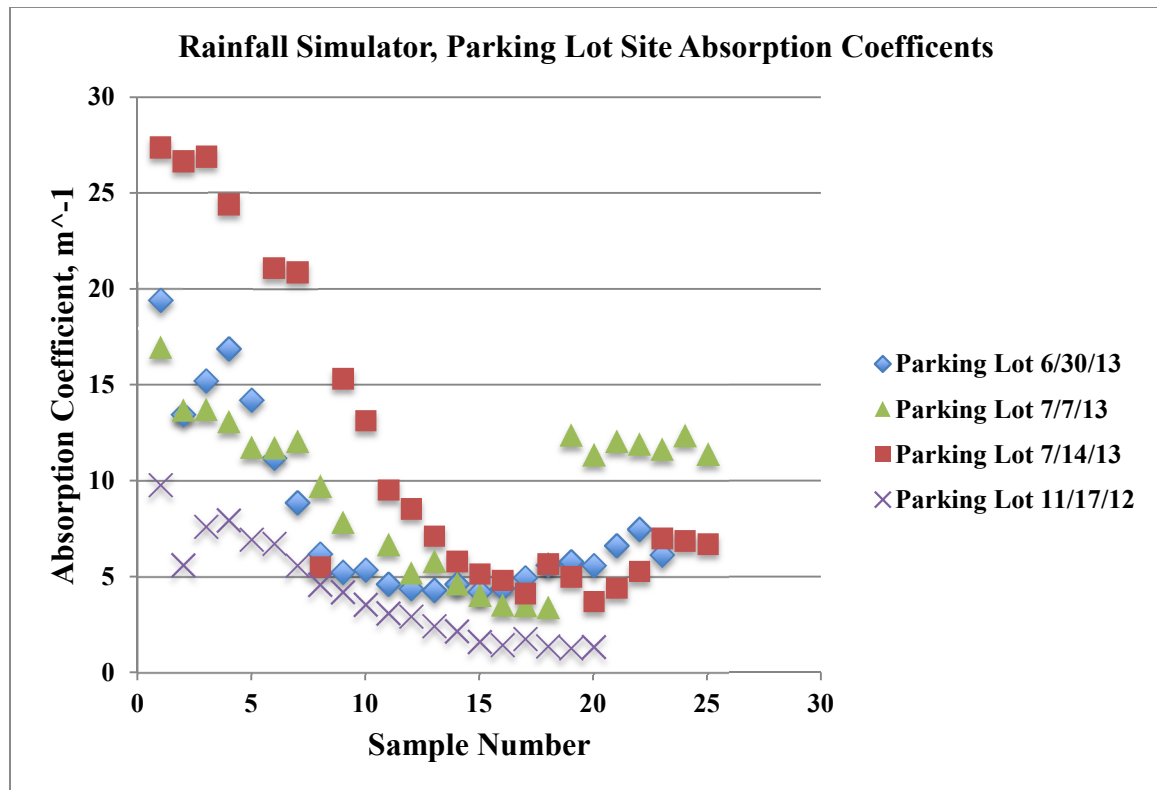 Rainfall Simulator, Parking Lot Site Absorption Coefficents
30
25
20
15
10
5
0
Absorption Coefficient, m^-1
0 5 10 15 20 25 30
Sample Number
Parking Lot 6/30/13
Parking Lot 7/7/13
Parking Lot 7/14/13
Parking Lot 11/17/12